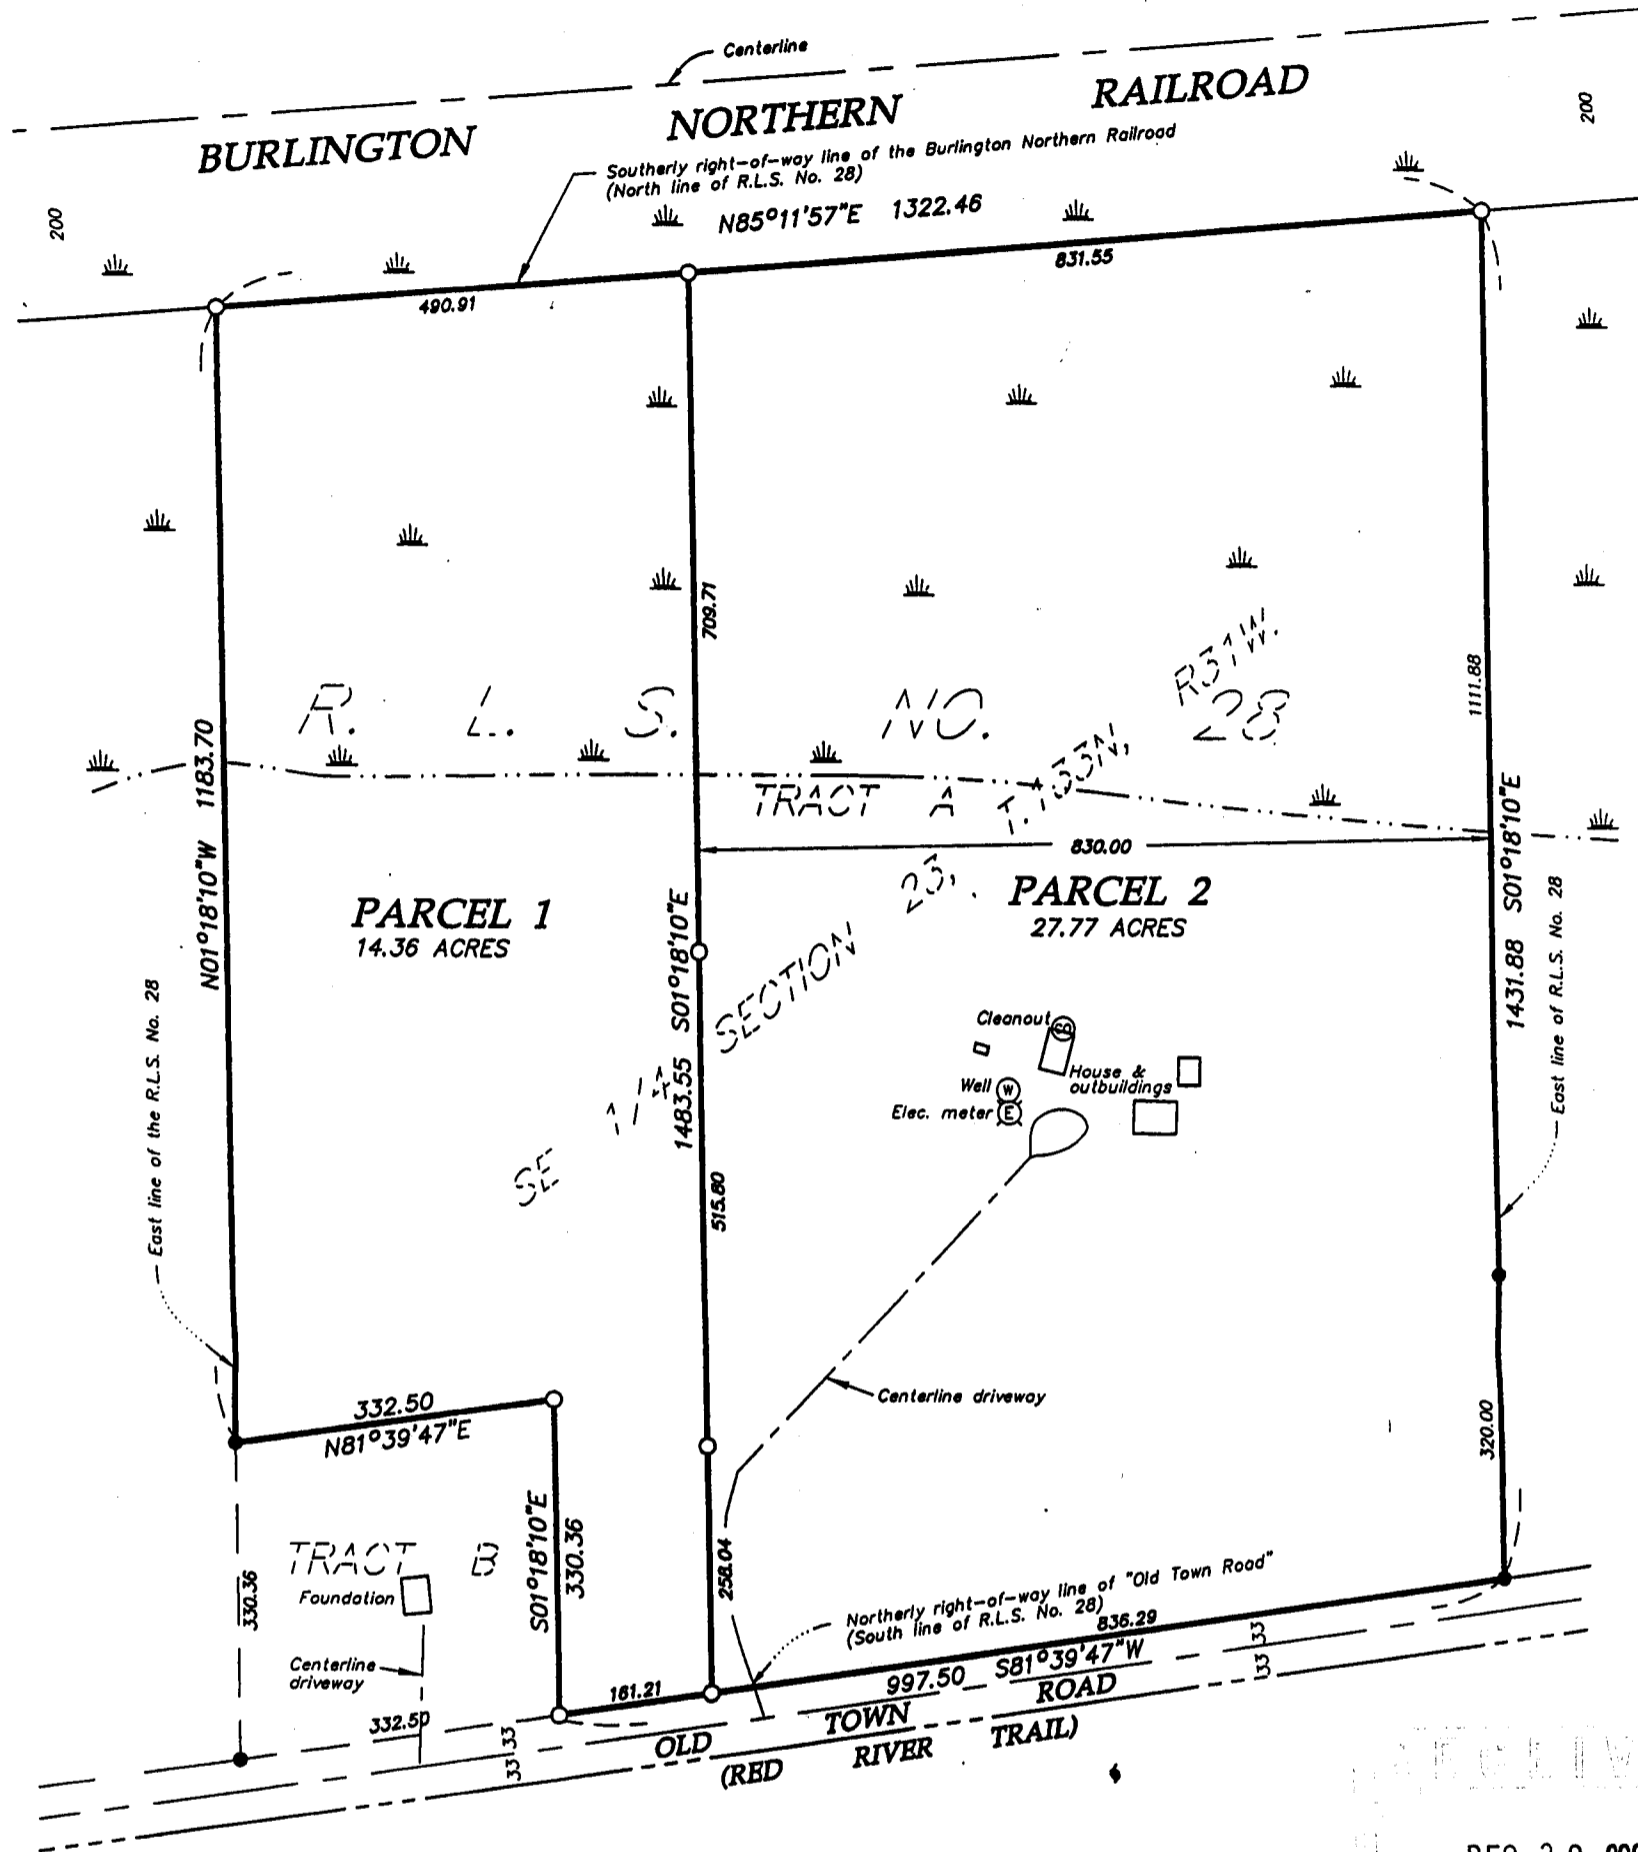 Centerline
BURLINGTON NORTHERN RAILROAD
200
200
Southerly right-of-way line of the Burlington Northern Railroad
(North line of R.L.S. No. 28)
N85°11'57"E 1322.46
490.91
831.55
709.71
R. L. S. NO. 28
1111.88
N01°18'10"W 1183.70
TRACT A
830.00
PARCEL 1
14.36 ACRES
PARCEL 2
27.77 ACRES
SE 1/4 SECTION 23, T.133N, R31W.
1483.55 S01°18'10"E
1431.88 S01°18'10"E
East line of the R.L.S. No. 28
East line of R.L.S. No. 28
Cleanout
CO
House &
outbuildings
Well
W
Elec. meter
E
515.80
Centerline driveway
332.50
N81°39'47"E
320.00
S01°18'10"E
330.36
330.36
TRACT B
Foundation
258.04
Northerly right-of-way line of "Old Town Road"
(South line of R.L.S. No. 28)
836.29
997.50 S81°39'47"W
33
33
Centerline
driveway
161.21
332.50
33
33
OLD TOWN ROAD
(RED RIVER TRAIL)